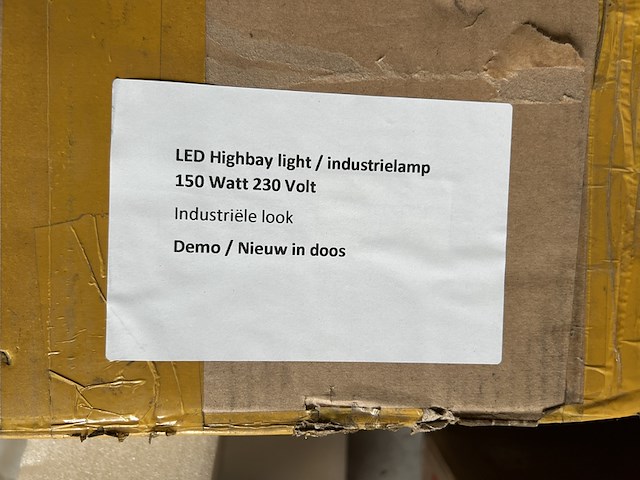 LED Highbay light / industrielamp
150 Watt 230 Volt
Industriële look
Demo / Nieuw in doos